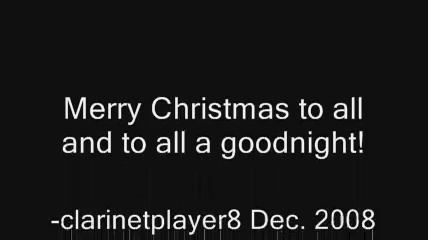 Merry Christmas to all
and to all a goodnight!
-clarinetplayer8 Dec. 2008